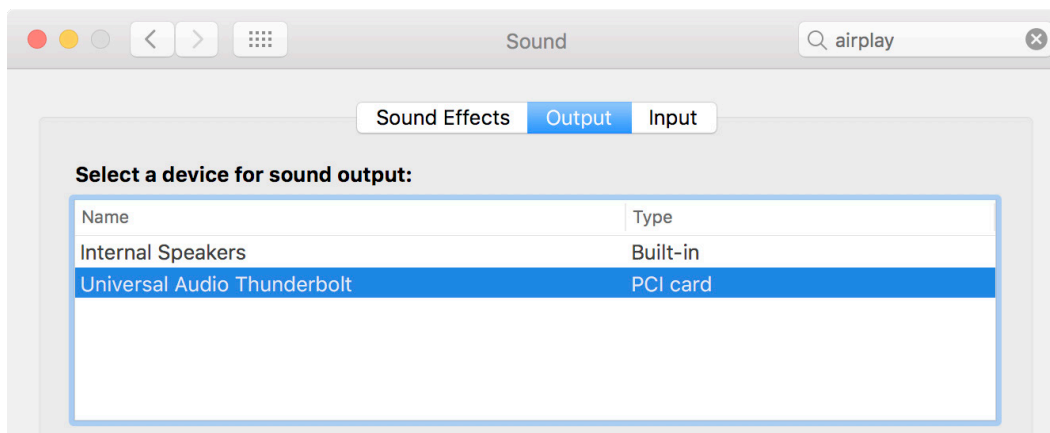 Sound airplay
Sound Effects Output Input
Select a device for sound output:
Name Type
Internal Speakers Built-in
Universal Audio Thunderbolt PCI card